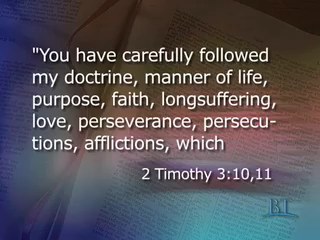 "You have carefully followed
my doctrine, manner of life,
purpose, faith, longsuffering,
love, perseverance, persecu-
tions, afflictions, which
2 Timothy 3:10,11